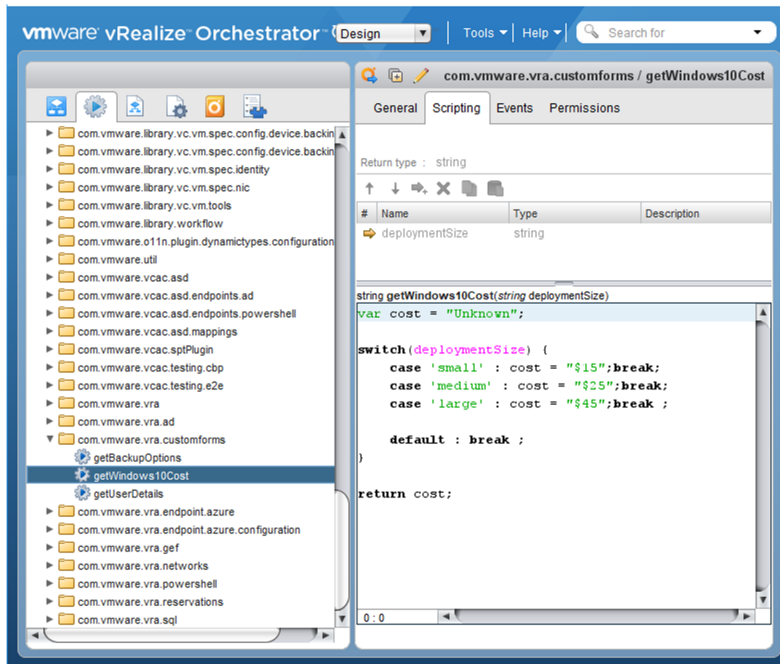 vmware vRealize Orchestrator Design Tools Help Search for
com.vmware.library.vc.vm.spec.config.device.backin
com.vmware.library.vc.vm.spec.config.device.backin
com.vmware.library.vc.vm.spec.identity
com.vmware.library.vc.vm.spec.nic
com.vmware.library.vc.vm.tools
com.vmware.library.workflow
com.vmware.o11n.plugin.dynamictypes.configuration
com.vmware.util
com.vmware.vcac.asd
com.vmware.vcac.asd.endpoints.ad
com.vmware.vcac.asd.endpoints.powershell
com.vmware.vcac.asd.mappings
com.vmware.vcac.sptPlugin
com.vmware.vcac.testing.cbp
com.vmware.vcac.testing.e2e
com.vmware.vra
com.vmware.vra.ad
com.vmware.vra.customforms
getBackupOptions
getWindows10Cost
getUserDetails
com.vmware.vra.endpoint.azure
com.vmware.vra.endpoint.azure.configuration
com.vmware.vra.gef
com.vmware.vra.networks
com.vmware.vra.powershell
com.vmware.vra.reservations
com.vmware.vra.sql
com.vmware.vra.customforms / getWindows10Cost
General Scripting Events Permissions
Return type : string
# Name Type Description
deploymentSize string
string getWindows10Cost(string deploymentSize)
var cost = "Unknown";
switch(deploymentSize) {
case 'small' : cost = "$15";break;
case 'medium' : cost = "$25";break;
case 'large' : cost = "$45";break ;
default : break ;
}
return cost;
0 : 0